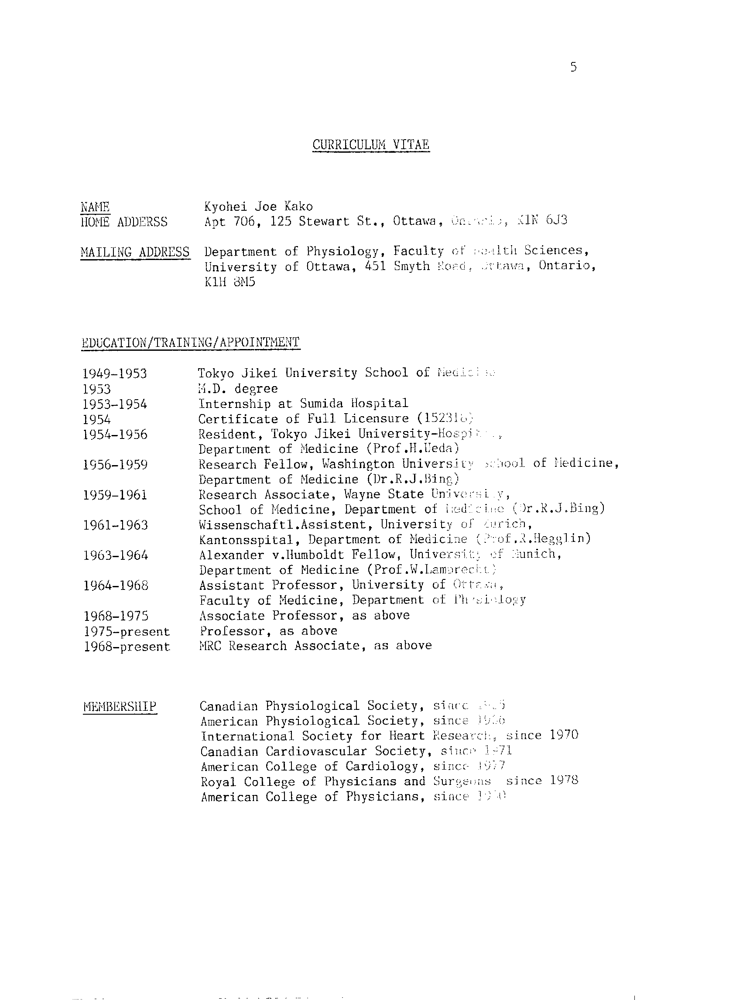 5
CURRICULUM VITAE
NAME Kyohei Joe Kako
HOME ADDERSS Apt 706, 125 Stewart St., Ottawa, K1N 6J3
MAILING ADDRESS Department of Physiology, Faculty of Health Sciences,
University of Ottawa, 451 Smyth Road, Ottawa, Ontario,
K1H 8M5
EDUCATION/TRAINING/APPOINTMENT
1949-1953 Tokyo Jikei University School of Medicine
1953 M.D. degree
1953-1954 Internship at Sumida Hospital
1954 Certificate of Full Licensure
1954-1956 Resident, Tokyo Jikei University-Hospital,
Department of Medicine (Prof.H.Ueda)
1956-1959 Research Fellow, Washington University School of Medicine,
Department of Medicine (Dr.R.J.Bing)
1959-1961 Research Associate, Wayne State University,
School of Medicine, Department of Medicine (Dr.R.J.Bing)
1961-1963 Wissenschaftl.Assistent, University of Zurich,
Kantonsspital, Department of Medicine (Prof.R.Hegglin)
1963-1964 Alexander v.Humboldt Fellow, University of Munich,
Department of Medicine (Prof.W.Lamprecht)
1964-1968 Assistant Professor, University of Ottawa,
Faculty of Medicine, Department of Physiology
1968-1975 Associate Professor, as above
1975-present Professor, as above
1968-present MRC Research Associate, as above
MEMBERSHIP Canadian Physiological Society, since
American Physiological Society, since
International Society for Heart Research, since 1970
Canadian Cardiovascular Society, since 1971
American College of Cardiology, since 1977
Royal College of Physicians and Surgeons since 1978
American College of Physicians, since